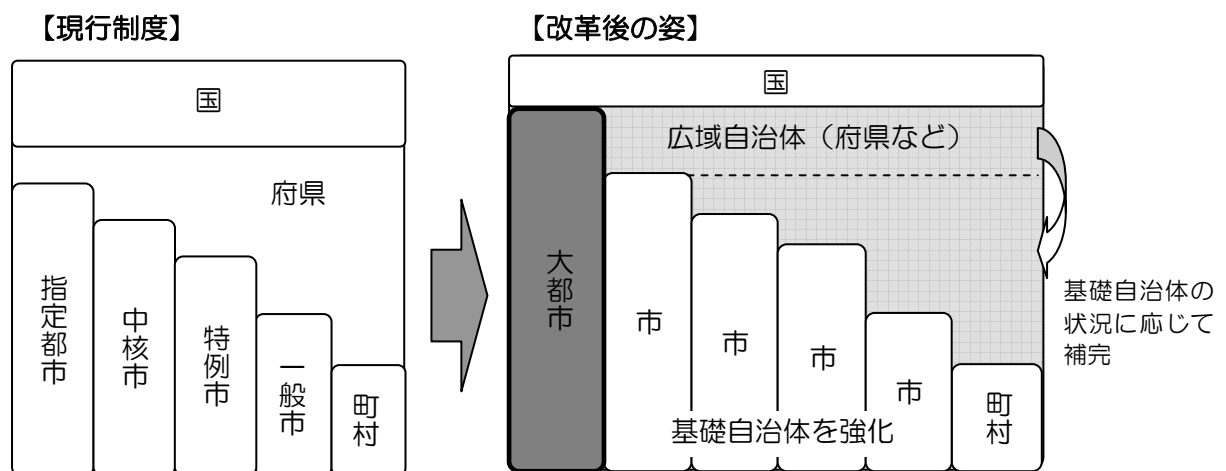 【現行制度】
国
府県
指定都市
中核市
特例市
一般市
町村
【改革後の姿】
国
広域自治体（府県など）
大都市
市
市
市
市
町村
基礎自治体を強化
基礎自治体の
状況に応じて
補完